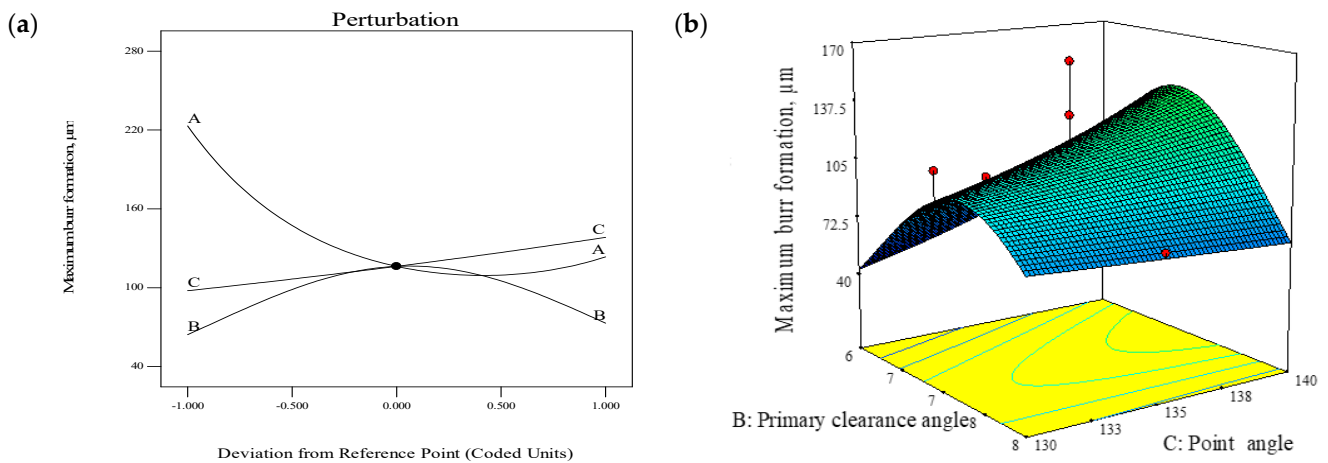 (a)
Perturbation
280
220
160
100
40
Maximum burr formation, µm
A
C
B
C
A
B
-1.000
-0.500
0.000
0.500
1.000
Deviation from Reference Point (Coded Units)
(b)
170
137.5
105
72.5
40
Maximum burr formation, µm
6
7
7
8
8
B: Primary clearance angles
130
133
135
138
140
C: Point angle